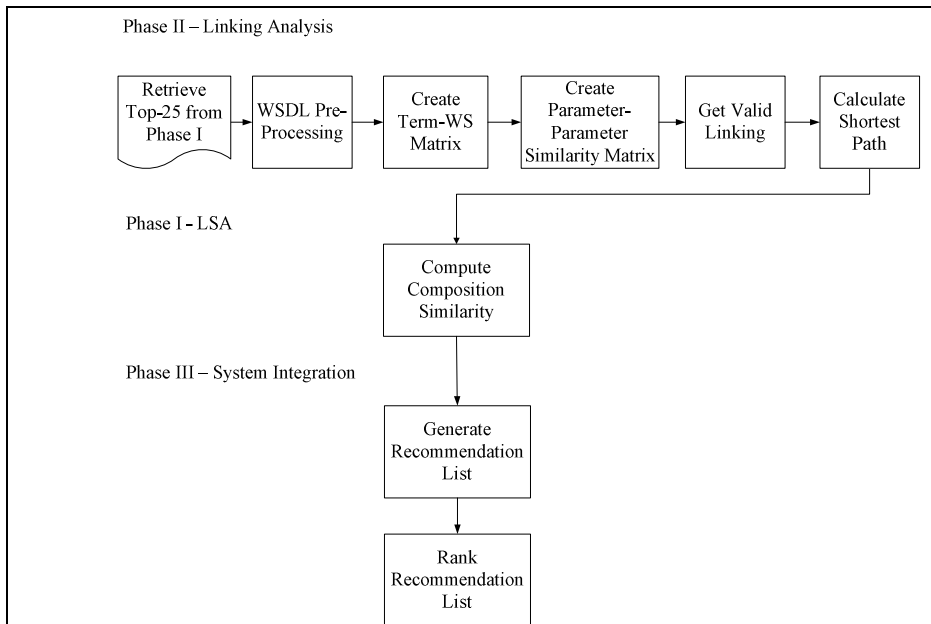 Phase II – Linking Analysis
Retrieve
Top-25 from
Phase I
WSDL Pre-
Processing
Create
Term-WS
Matrix
Create
Parameter-
Parameter
Similarity Matrix
Get Valid
Linking
Calculate
Shortest
Path
Phase I - LSA
Compute
Composition
Similarity
Phase III – System Integration
Generate
Recommendation
List
Rank
Recommendation
List